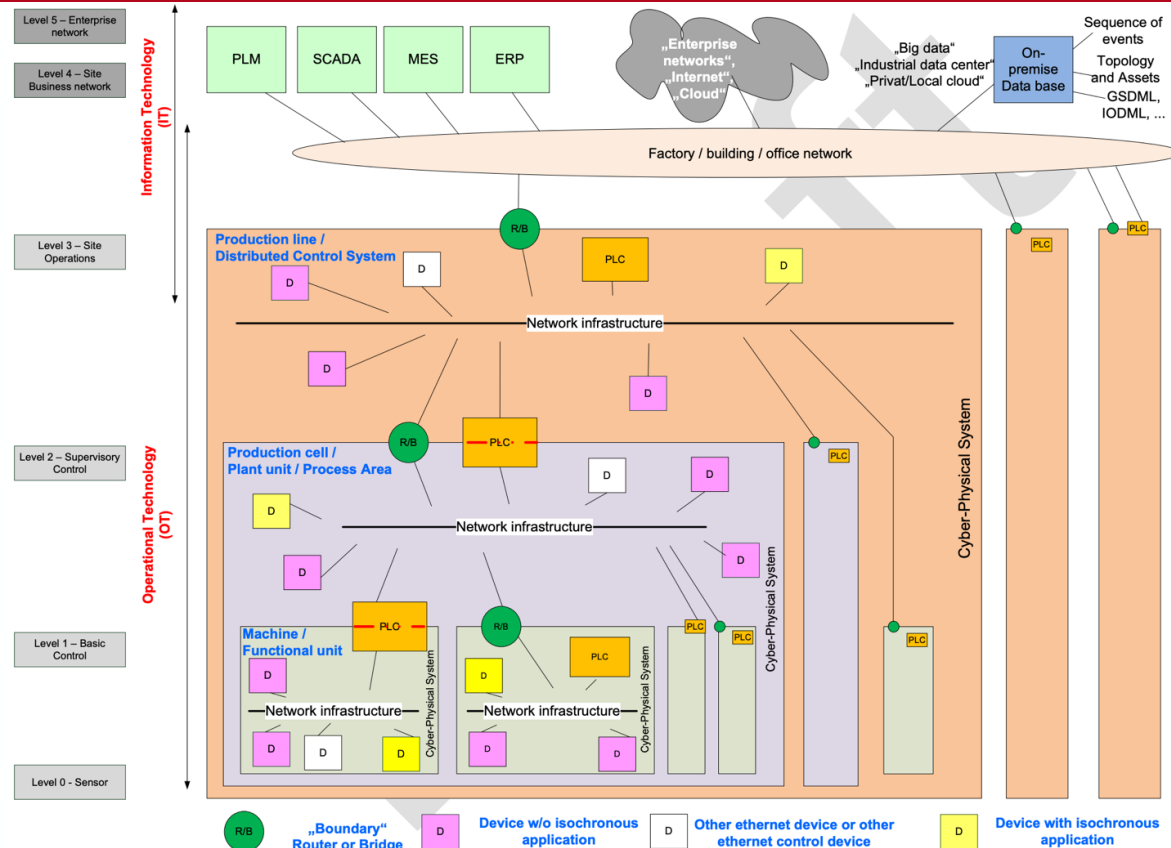 Level 5 – Enterprise
network
Level 4 – Site
Business network
Level 3 – Site
Operations
Level 2 – Supervisory
Control
Level 1 – Basic
Control
Level 0 - Sensor
Information Technology
(IT)
Operational Technology
(OT)
PLM
SCADA
MES
ERP
„Enterprise
networks“,
„Internet“,
„Cloud“
„Big data“
„Industrial data center“
„Privat/Local cloud“
On-
premise
Data base
Sequence of
events
Topology
and Assets
GSDML,
IODML, ...
Factory / building / office network
R/B
Production line /
Distributed Control System
PLC
D
D
D
Network infrastructure
D
D
PLC
PLC
Cyber-Physical System
R/B
PLC
Production cell /
Plant unit / Process Area
D
D
D
Network infrastructure
D
D
PLC
Cyber-Physical System
PLC
R/B
Machine /
Functional unit
D
Network infrastructure
D
D
D
Cyber-Physical System
D
PLC
Network infrastructure
D
D
Cyber-Physical System
PLC
PLC
PLC
R/B
„Boundary“
Router or Bridge
D
Device w/o isochronous
application
D
Other ethernet device or other
ethernet control device
D
Device with isochronous
application